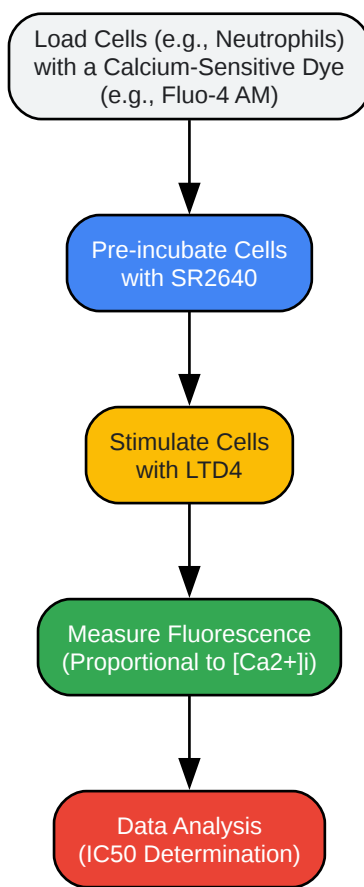 Load Cells (e.g., Neutrophils)
with a Calcium-Sensitive Dye
(e.g., Fluo-4 AM)
Pre-incubate Cells
with SR2640
Stimulate Cells
with LTD4
Measure Fluorescence
(Proportional to [Ca2+]i)
Data Analysis
(IC50 Determination)